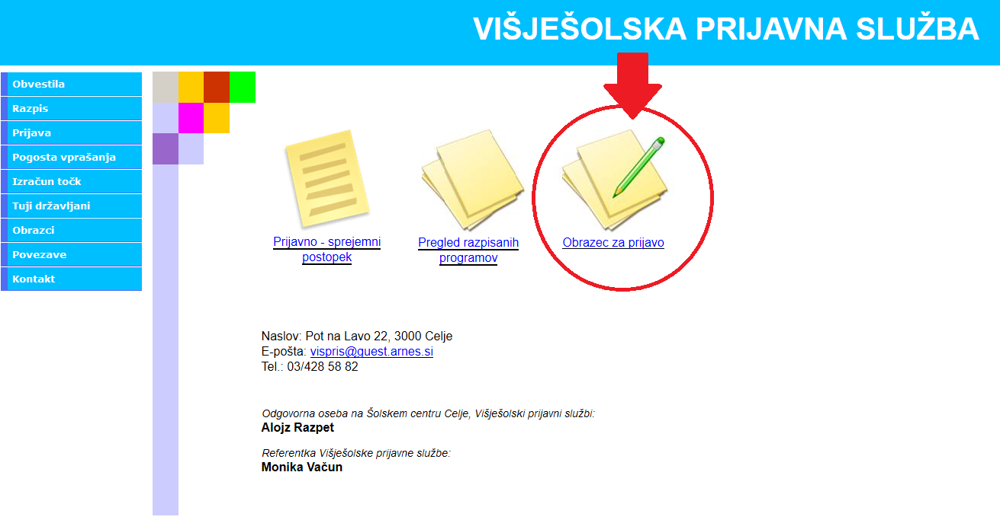 VIŠJEŠOLSKA PRIJAVNA SLUŽBA
Obvestila
Razpis
Prijava
Pogosta vprašanja
Izračun točk
Tuji državljani
Obrazci
Povezave
Kontakt
Prijavno - sprejemni
postopek
Pregled razpisanih
programov
Obrazec za prijavo
Naslov: Pot na Lavo 22, 3000 Celje
E-pošta: vispris@guest.arnes.si
Tel.: 03/428 58 82
Odgovorna oseba na Šolskem centru Celje, Višješolski prijavni službi:
Alojz Razpet
Referentka Višješolske prijavne službe:
Monika Vačun